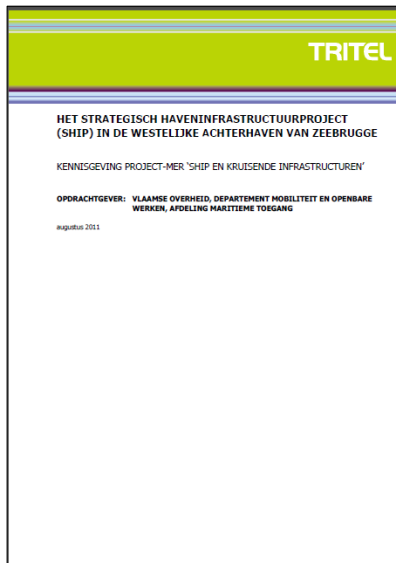 TRITEL
HET STRATEGISCH HAVENINFRASTRUCTUURPROJECT
(SHIP) IN DE WESTELIJKE ACHTERHAVEN VAN ZEEBRUGGE
KENNISGEVING PROJECT-MER ‘SHIP EN KRUISENDE INFRASTRUCTUREN’
OPDRACHTGEVER: VLAAMSE OVERHEID, DEPARTEMENT MOBILITEIT EN OPENBARE
WERKEN, AFDELING MARITIEME TOEGANG
augustus 2011